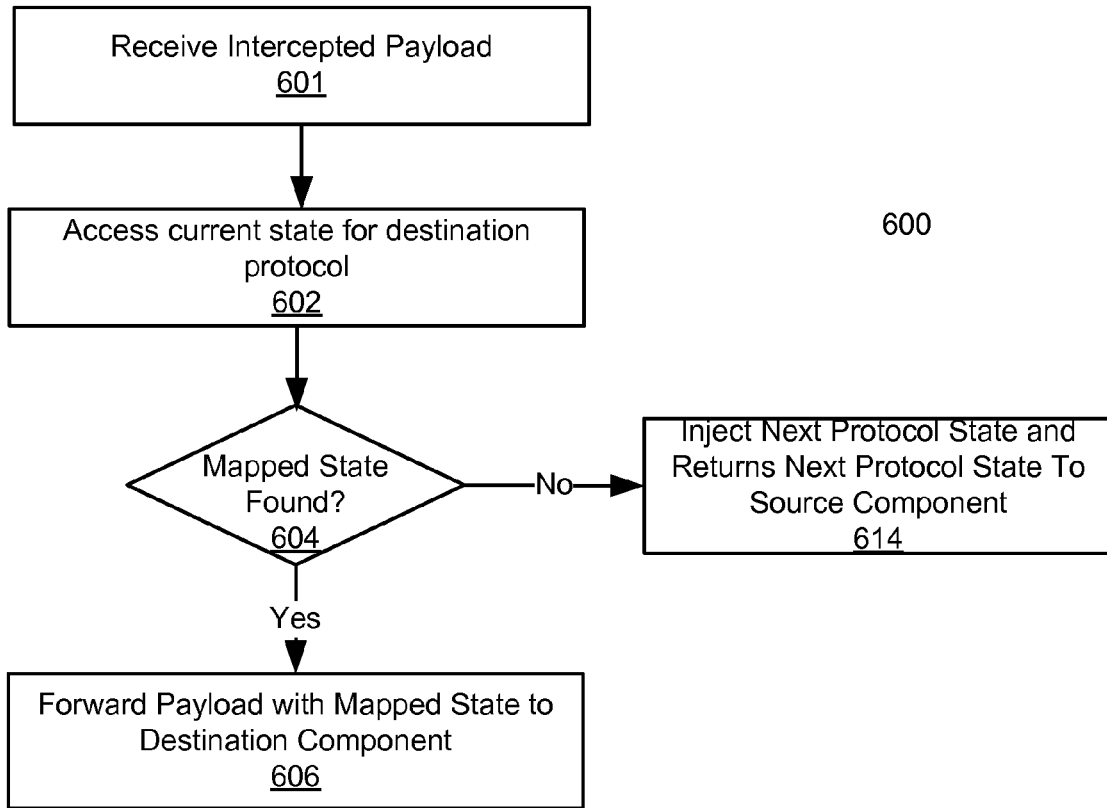 Receive Intercepted Payload
601
Access current state for destination
protocol
602
600
Mapped State
Found?
604
No
Inject Next Protocol State and
Returns Next Protocol State To
Source Component
614
Yes
Forward Payload with Mapped State to
Destination Component
606